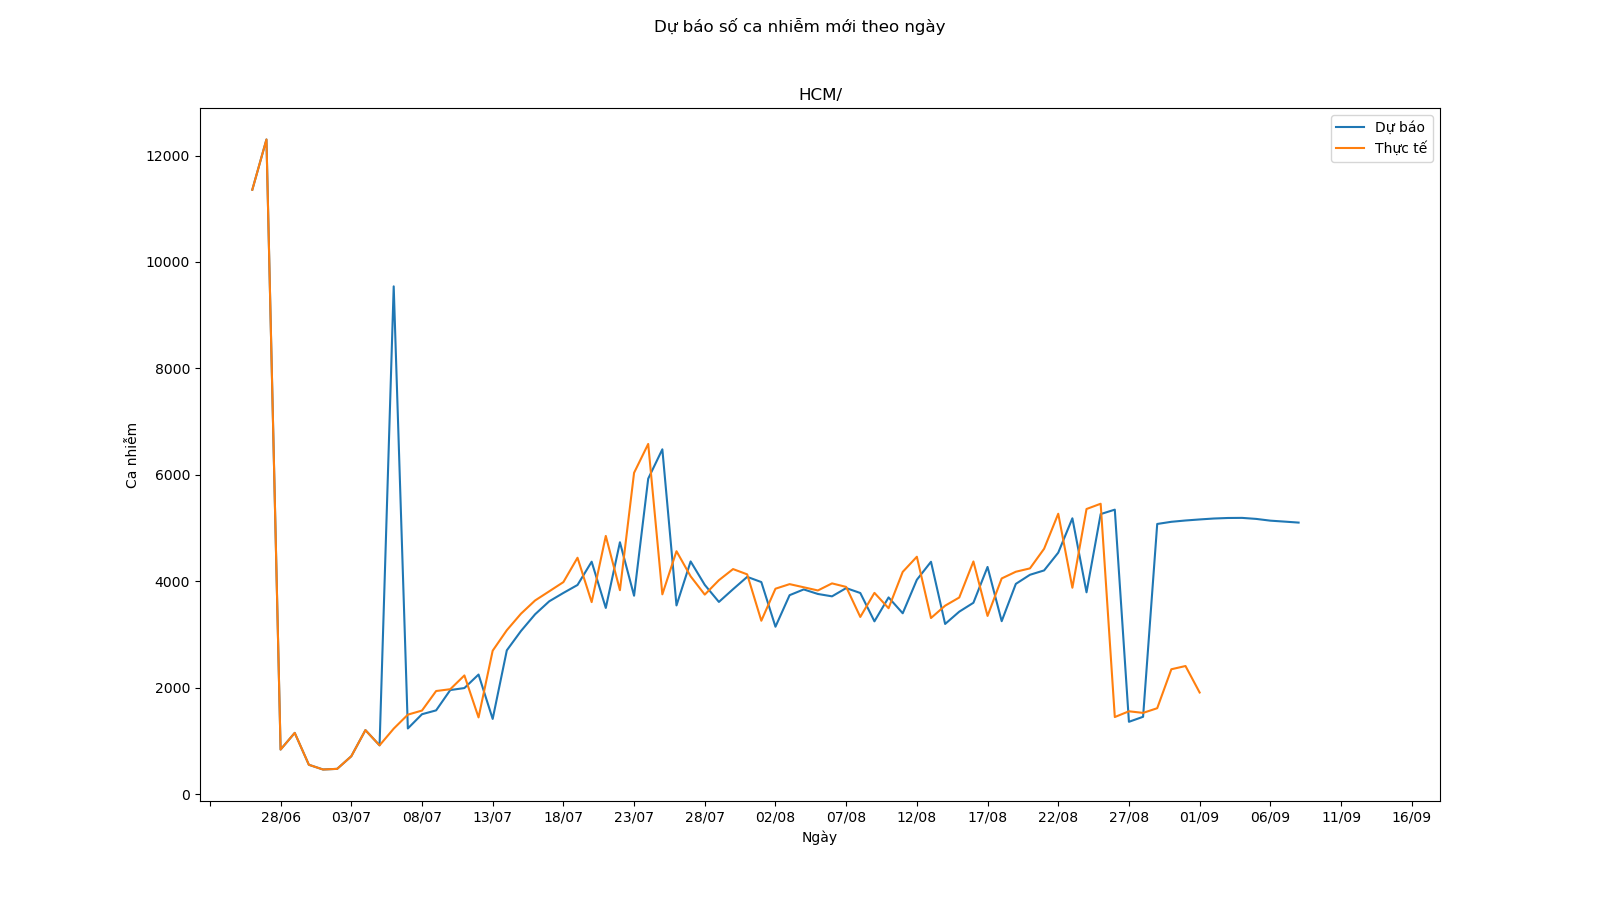 Dự báo số ca nhiễm mới theo ngày
HCM/
Dự báo
Thực tế
12000
10000
8000
6000
4000
2000
0
Ca nhiễm
28/06 03/07 08/07 13/07 18/07 23/07 28/07 02/08 07/08 12/08 17/08 22/08 27/08 01/09 06/09 11/09 16/09
Ngày